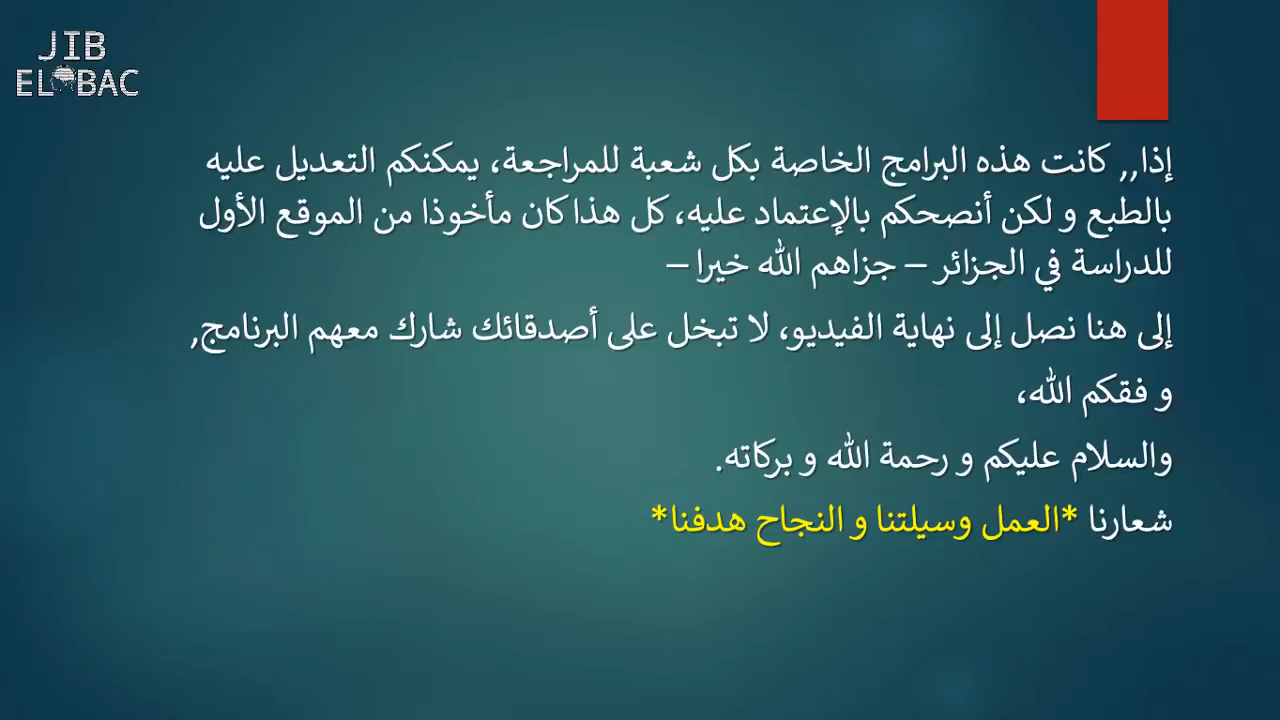 JIB
EL BAC
إذا,, كانت هذه البرامج الخاصة بكل شعبة للمراجعة، يمكنكم التعديل عليه
بالطبع و لكن أنصحكم بالإعتماد عليه، كل هذا كان مأخوذا من الموقع الأول
للدراسة في الجزائر – جزاهم الله خيرا –
إلى هنا نصل إلى نهاية الفيديو، لا تبخل على أصدقائك شارك معهم البرنامج,
و فقكم الله،
والسلام عليكم و رحمة الله و بركاته.
شعارنا *العمل وسيلتنا و النجاح هدفنا*